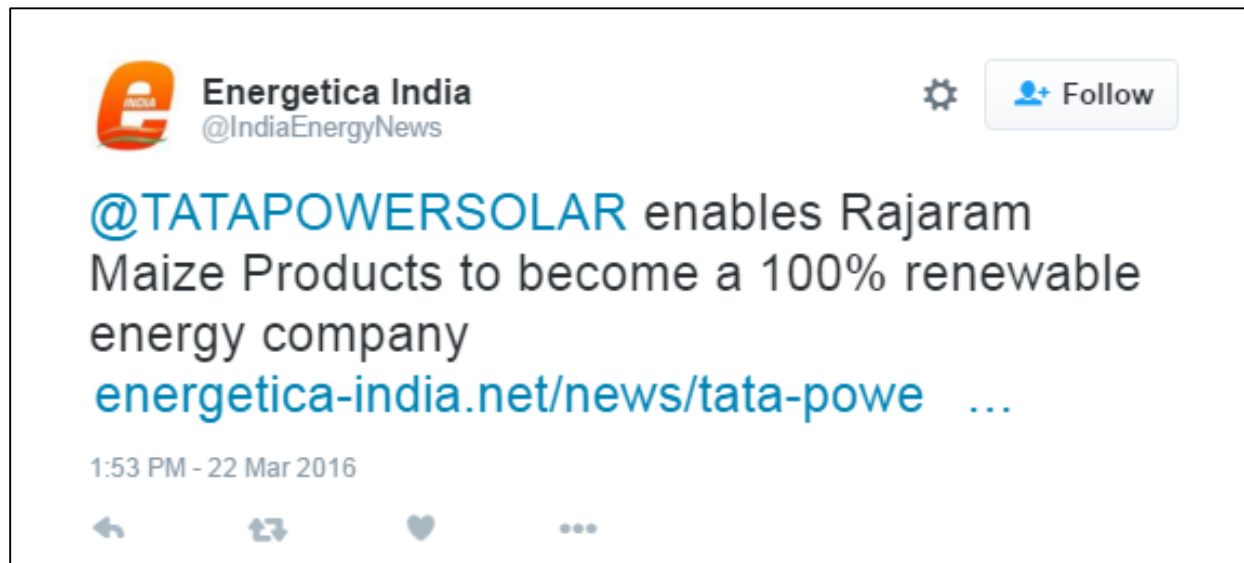 INDIA
Energetica India
@IndiaEnergyNews
Follow
@TATAPOWERSOLAR enables Rajaram
Maize Products to become a 100% renewable
energy company
energetica-india.net/news/tata-powe ...
1:53 PM - 22 Mar 2016